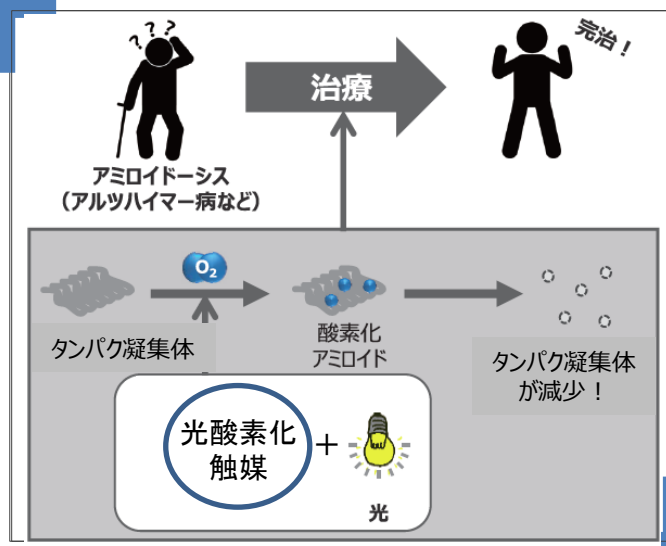 ? ? ?
治療
完治！
アミロイドーシス
（アルツハイマー病など）
O2
タンパク凝集体
酸素化
アミロイド
タンパク凝集体
が減少！
光酸素化
触媒
+
光